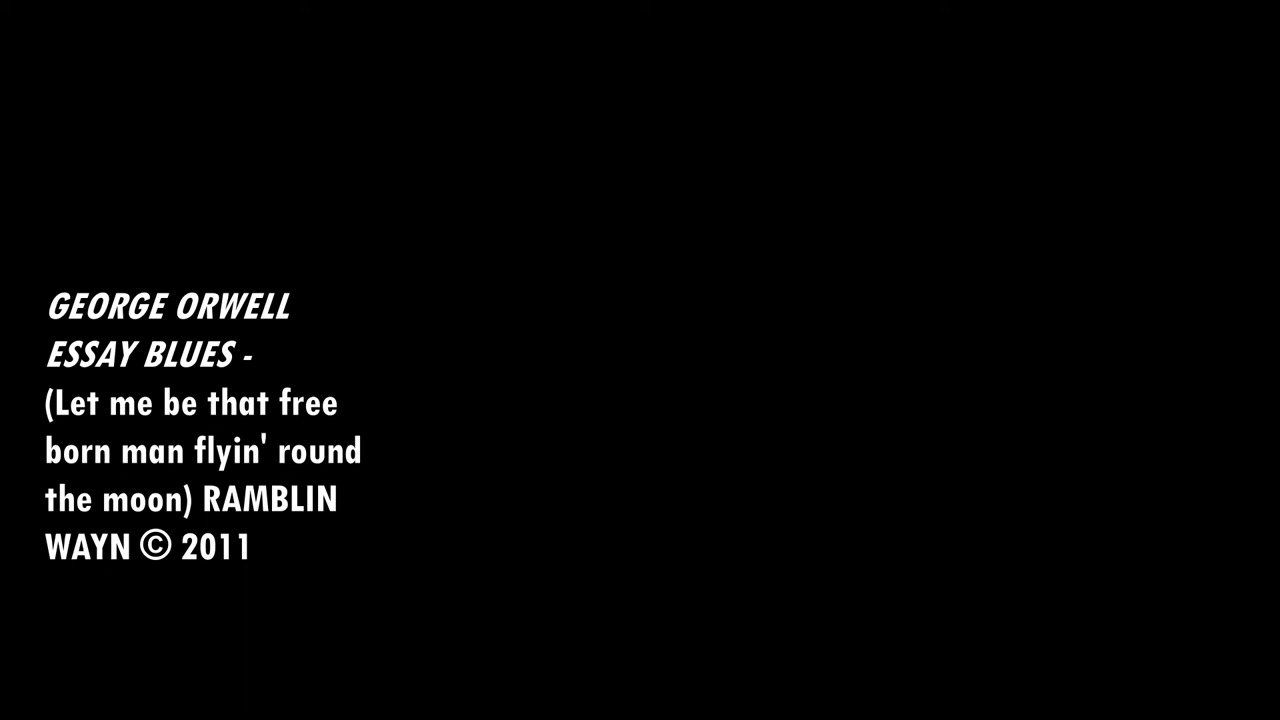 GEORGE ORWELL
ESSAY BLUES -
(Let me be that free
born man flyin' round
the moon) RAMBLIN
WAYN © 2011